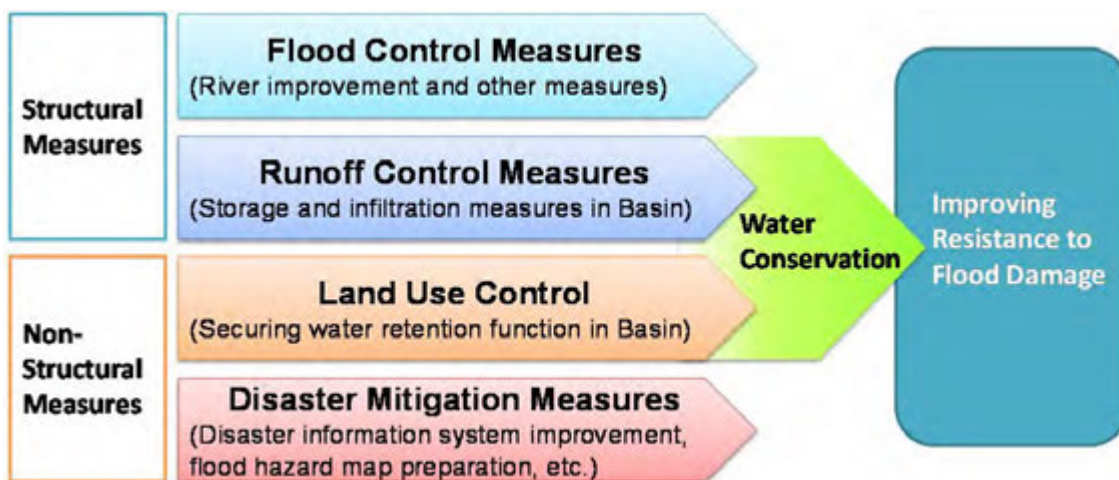 Structural
Measures
Flood Control Measures
(River improvement and other measures)
Runoff Control Measures
(Storage and infiltration measures in Basin)
Non-
Structural
Measures
Land Use Control
(Securing water retention function in Basin)
Disaster Mitigation Measures
(Disaster information system improvement,
flood hazard map preparation, etc.)
Water
Conservation
Improving
Resistance to
Flood Damage